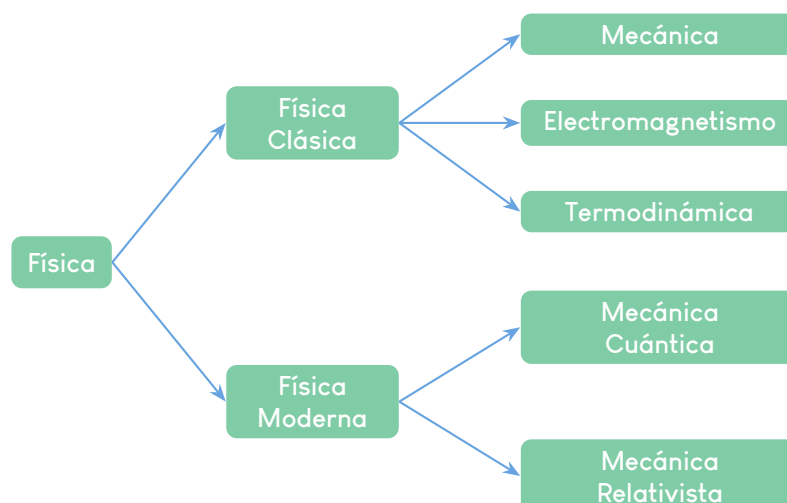 Mecánica
Física
Clásica
Electromagnetismo
Termodinámica
Física
Mecánica
Cuántica
Física
Moderna
Mecánica
Relativista